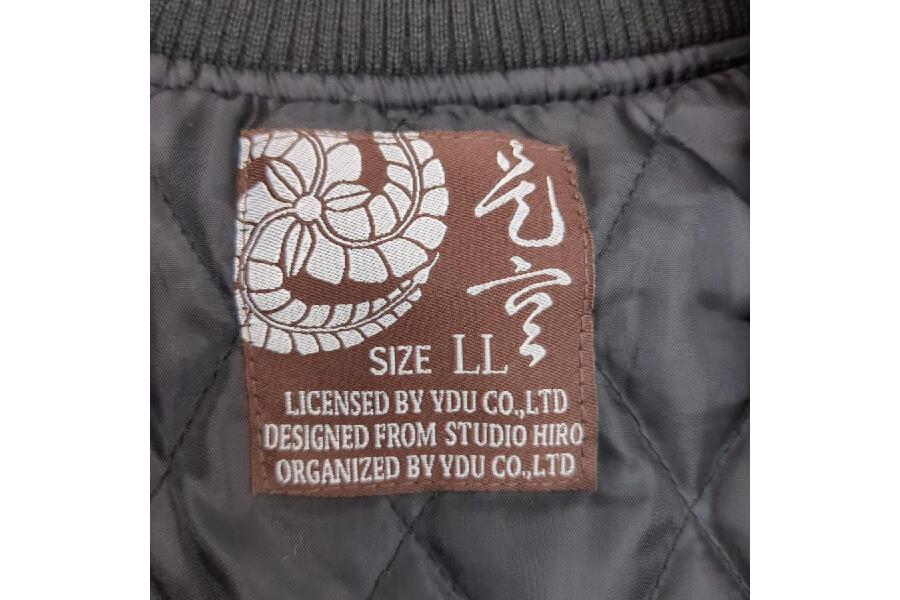 SIZE LL
LICENSED BY YDU CO.,LTD
DESIGNED FROM STUDIO HIRO
ORGANIZED BY YDU CO.,LTD